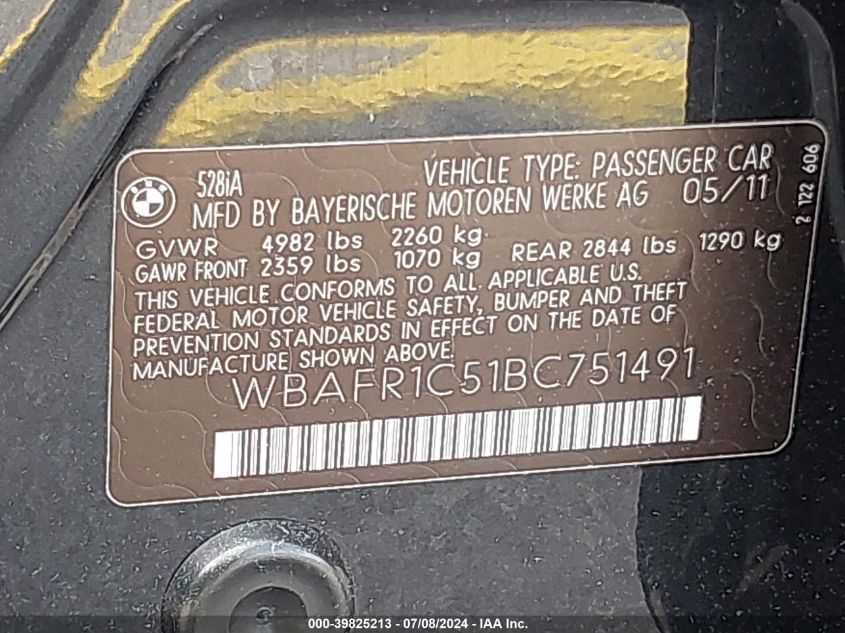 BMW
528iA
VEHICLE TYPE: PASSENGER CAR
MFD BY BAYERISCHE MOTOREN WERKE AG 05/11
GVWR 4982 lbs 2260 kg
GAWR FRONT 2359 lbs 1070 kg REAR 2844 lbs 1290 kg
THIS VEHICLE CONFORMS TO ALL APPLICABLE U.S.
FEDERAL MOTOR VEHICLE SAFETY, BUMPER AND THEFT
PREVENTION STANDARDS IN EFFECT ON THE DATE OF
MANUFACTURE SHOWN ABOVE.
WBAFR1C51BC751491
2 122 606
000-39825213 - 07/08/2024 - IAA Inc.